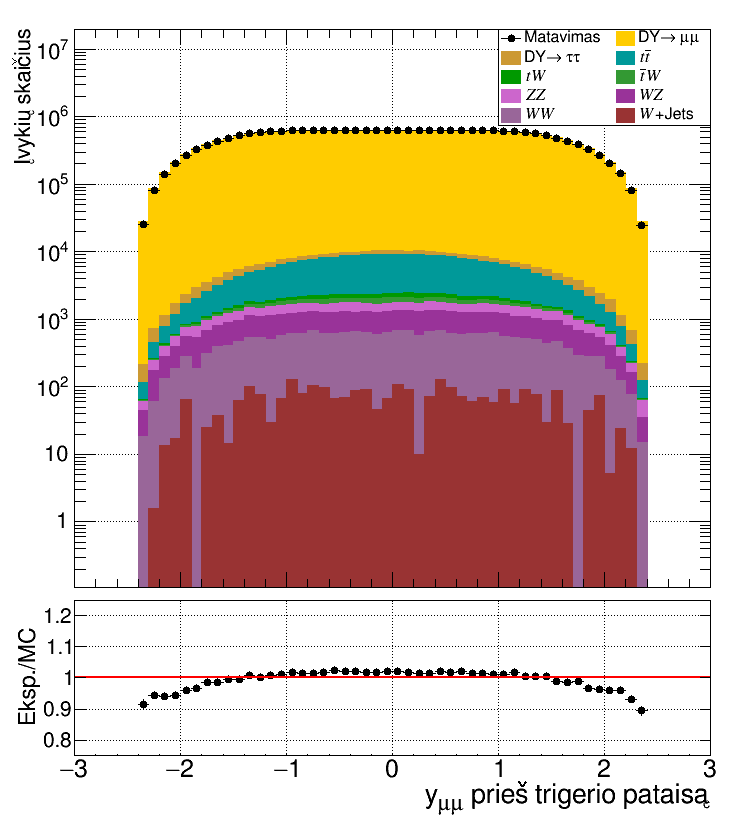 Įvykių skaičius
10⁷
10⁶
10⁵
10⁴
10³
10²
10
1
Matavimas
DY→ μμ
DY→ ττ
tt̄
tW
t̄W
ZZ
WZ
WW
W+Jets
Eksp./MC
1.2
1.1
1
0.9
0.8
−3 −2 −1 0 1 2 3
yμμ prieš trigerio pataisą